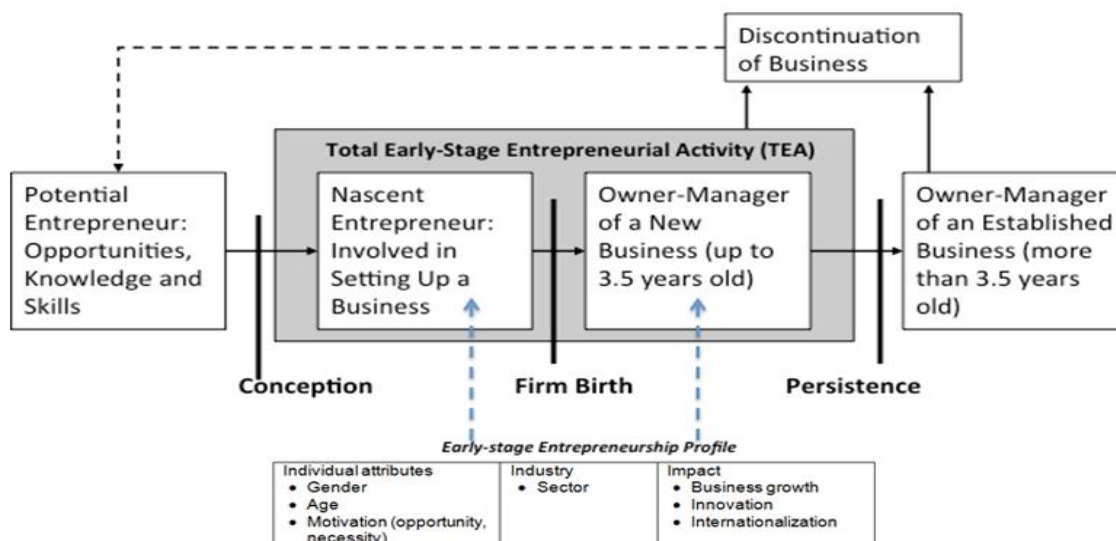 Discontinuation
of Business
Total Early-Stage Entrepreneurial Activity (TEA)
Potential
Entrepreneur:
Opportunities,
Knowledge and
Skills
Nascent
Entrepreneur:
Involved in
Setting Up a
Business
Owner-Manager
of a New
Business (up to
3.5 years old)
Owner-Manager
of an Established
Business (more
than 3.5 years
old)
Conception
Firm Birth
Persistence
Early-stage Entrepreneurship Profile
Individual attributes
• Gender
• Age
• Motivation (opportunity,
necessity)
Industry
• Sector
Impact
• Business growth
• Innovation
• Internationalization